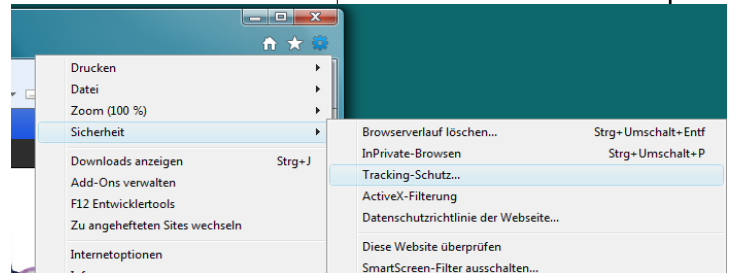 Drucken
Datei
Zoom (100 %)
Sicherheit
Downloads anzeigen Strg+J
Add-Ons verwalten
F12 Entwicklertools
Zu angehefteten Sites wechseln
Internetoptionen
Browserverlauf löschen... Strg+Umschalt+Entf
InPrivate-Browsen Strg+Umschalt+P
Tracking-Schutz...
ActiveX-Filterung
Datenschutzrichtlinie der Webseite...
Diese Website überprüfen
SmartScreen-Filter ausschalten...